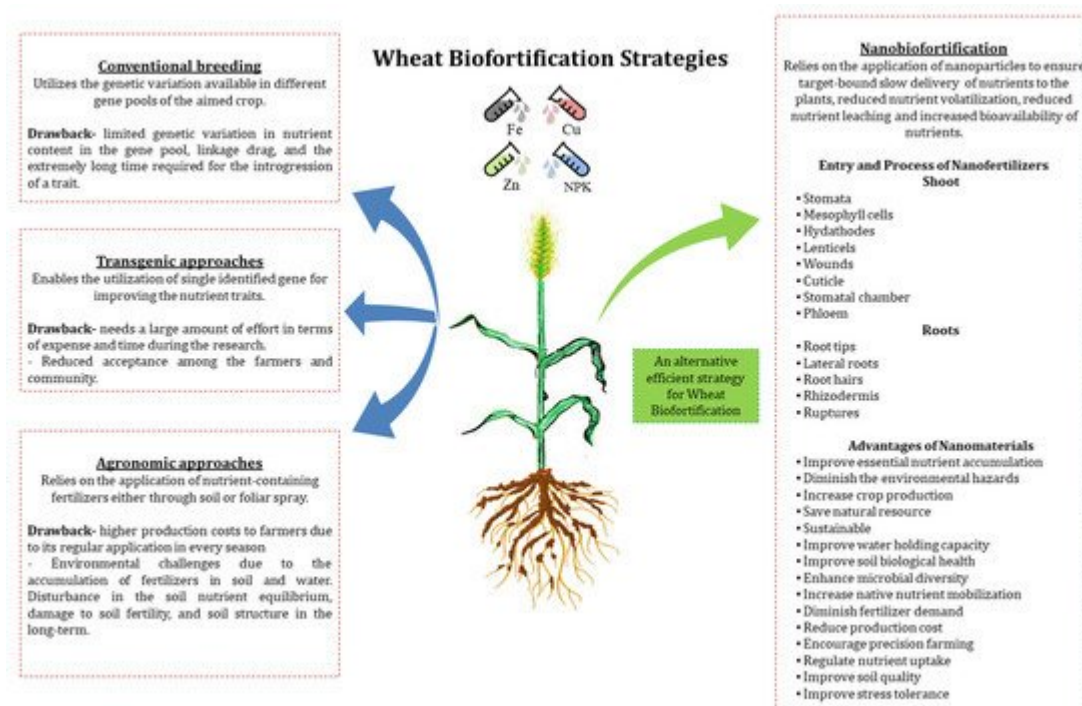 Wheat Biofortification Strategies
Conventional breeding
Utilizes the genetic variation available in different
gene pools of the aimed crop.
Drawback- limited genetic variation in nutrient
content in the gene pool, linkage drag, and the
extremely long time required for the introgression
of a trait.
Transgenic approaches
Enables the utilization of single identified gene for
improving the nutrient traits.
Drawback- needs a large amount of effort in terms
of expense and time during the research.
- Reduced acceptance among the farmers and
community.
Agronomic approaches
Relies on the application of nutrient-containing
fertilizers either through soil or foliar spray.
Drawback- higher production costs to farmers due
to its regular application in every season
- Environmental challenges due to the
accumulation of fertilizers in soil and water.
Disturbance in the soil nutrient equilibrium,
damage to soil fertility, and soil structure in the
long-term.
Fe
Cu
Zn
NPK
An alternative
efficient strategy
for Wheat
Biofortification
Nanobiofortification
Relies on the application of nanoparticles to ensure
target-bound slow delivery of nutrients to the
plants, reduced nutrient volatilization, reduced
nutrient leaching and increased bioavailability of
nutrients.
Entry and Process of Nanofertilizers
Shoot
• Stomata
• Mesophyll cells
• Hydathodes
• Lenticels
• Wounds
• Cuticle
• Stomatal chamber
• Phloem
Roots
• Root tips
• Lateral roots
• Root hairs
• Rhizodermis
• Ruptures
Advantages of Nanomaterials
• Improve essential nutrient accumulation
• Diminish the environmental hazards
• Increase crop production
• Save natural resource
• Sustainable
• Improve water holding capacity
• Improve soil biological health
• Enhance microbial diversity
• Increase native nutrient mobilization
• Diminish fertilizer demand
• Reduce production cost
• Encourage precision farming
• Regulate nutrient uptake
• Improve soil quality
• Improve stress tolerance